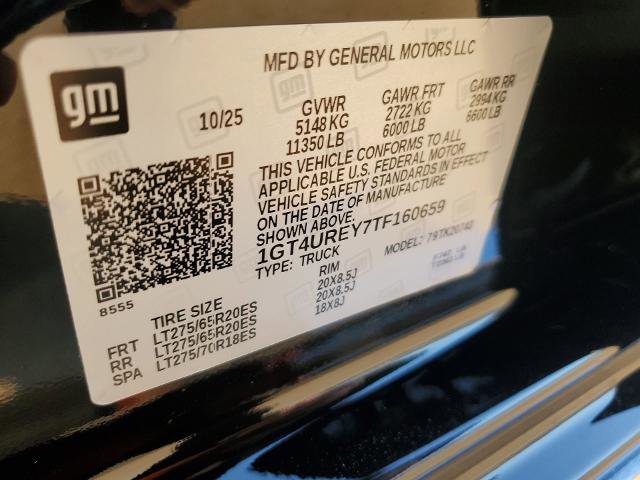 MFD BY GENERAL MOTORS LLC
gm
10/25
GVWR
5148 KG
11350 LB
GAWR FRT
2722 KG
6000 LB
GAWR RR
2994 KG
6600 LB
THIS VEHICLE CONFORMS TO ALL
APPLICABLE U.S. FEDERAL MOTOR
VEHICLE SAFETY STANDARDS IN EFFECT
ON THE DATE OF MANUFACTURE
SHOWN ABOVE.
1GT4UREY7TF160659
TYPE: TRUCK
MODEL: 79TK20743
8555
TIRE SIZE
RIM
FRT LT275/65R20ES 20X8.5J
RR LT275/65R20ES 20X8.5J
SPA LT275/70R18ES 18X8J